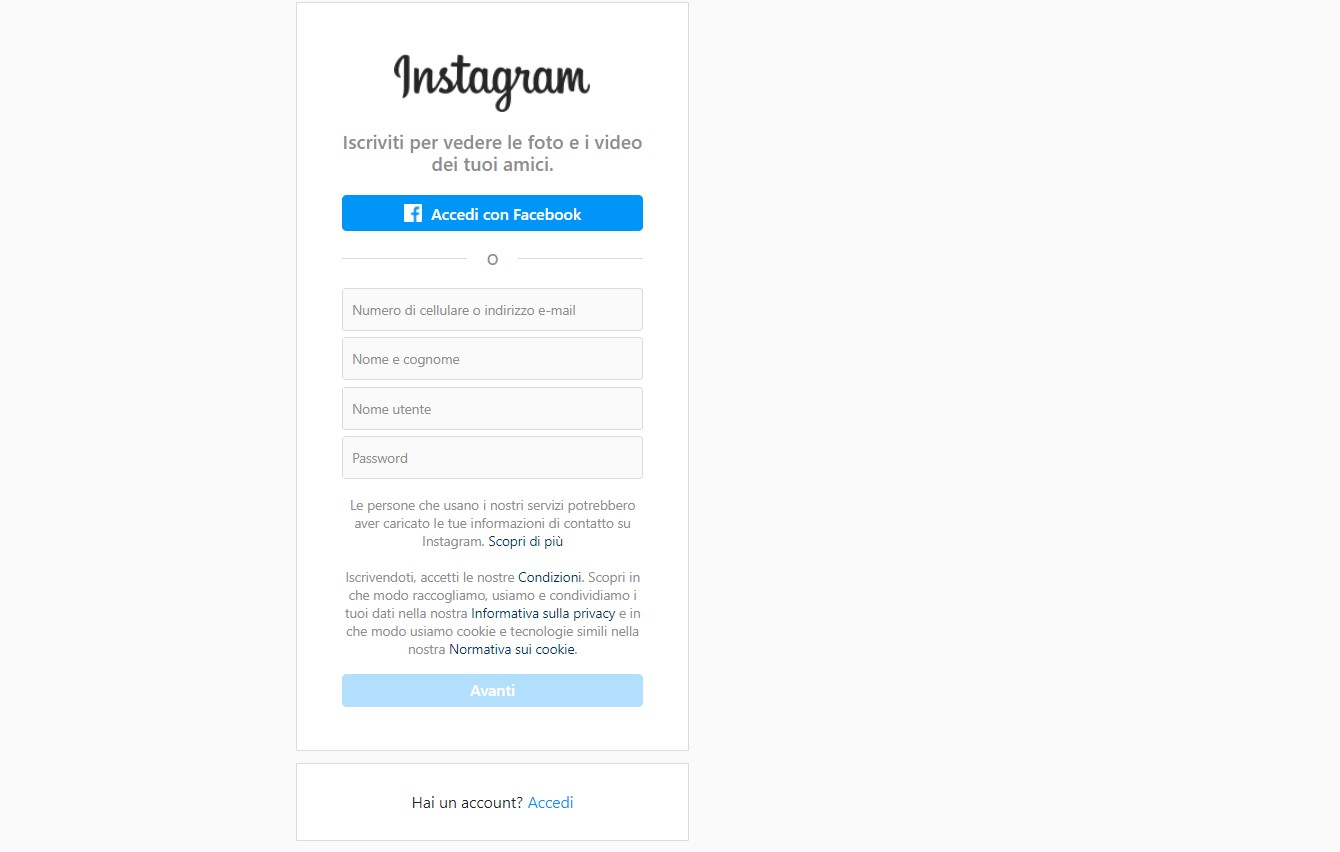 Instagram
Iscriviti per vedere le foto e i video
dei tuoi amici.
Accedi con Facebook
O
Numero di cellulare o indirizzo e-mail
Nome e cognome
Nome utente
Password
Le persone che usano i nostri servizi potrebbero
aver caricato le tue informazioni di contatto su
Instagram. Scopri di più
Iscrivendoti, accetti le nostre Condizioni. Scopri in
che modo raccogliamo, usiamo e condividiamo i
tuoi dati nella nostra Informativa sulla privacy e in
che modo usiamo cookie e tecnologie simili nella
nostra Normativa sui cookie.
Avanti
Hai un account? Accedi